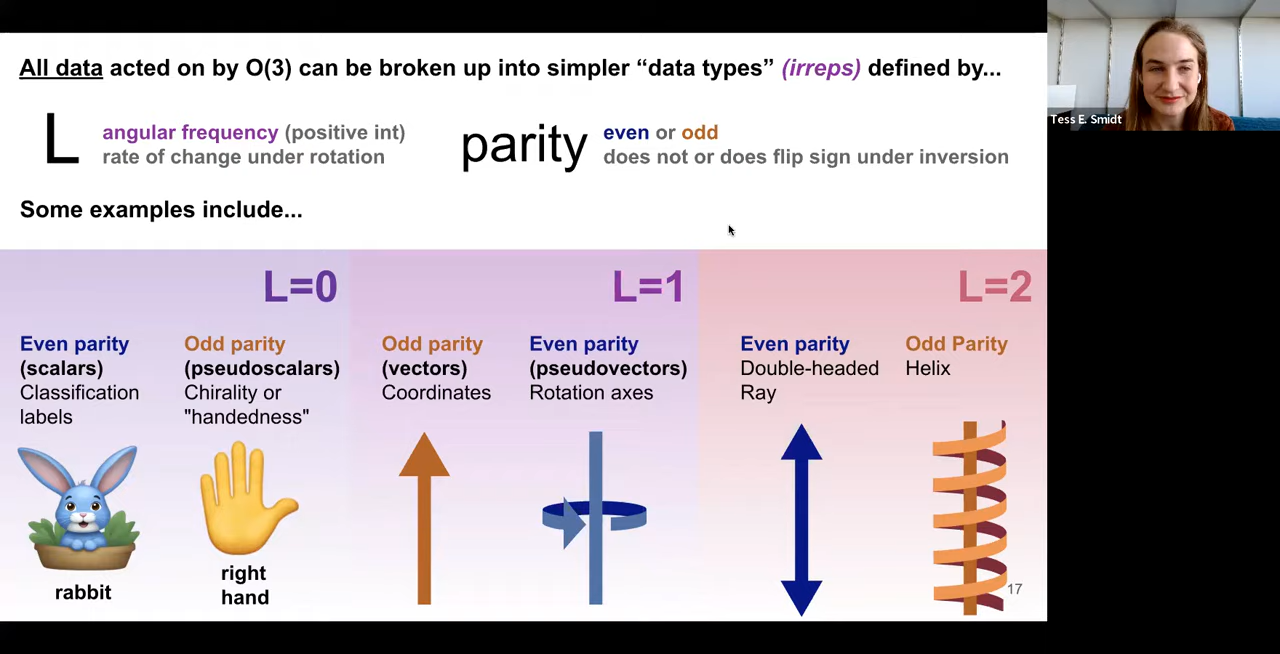 All data acted on by O(3) can be broken up into simpler “data types” (irreps) defined by...
L
angular frequency (positive int)
rate of change under rotation
parity
even or odd
does not or does flip sign under inversion
Some examples include...
L=0
Even parity
(scalars)
Classification
labels
rabbit
Odd parity
(pseudoscalars)
Chirality or
"handedness"
right
hand
L=1
Odd parity
(vectors)
Coordinates
Even parity
(pseudovectors)
Rotation axes
L=2
Even parity
Double-headed
Ray
Odd Parity
Helix
17
Tess E. Smidt